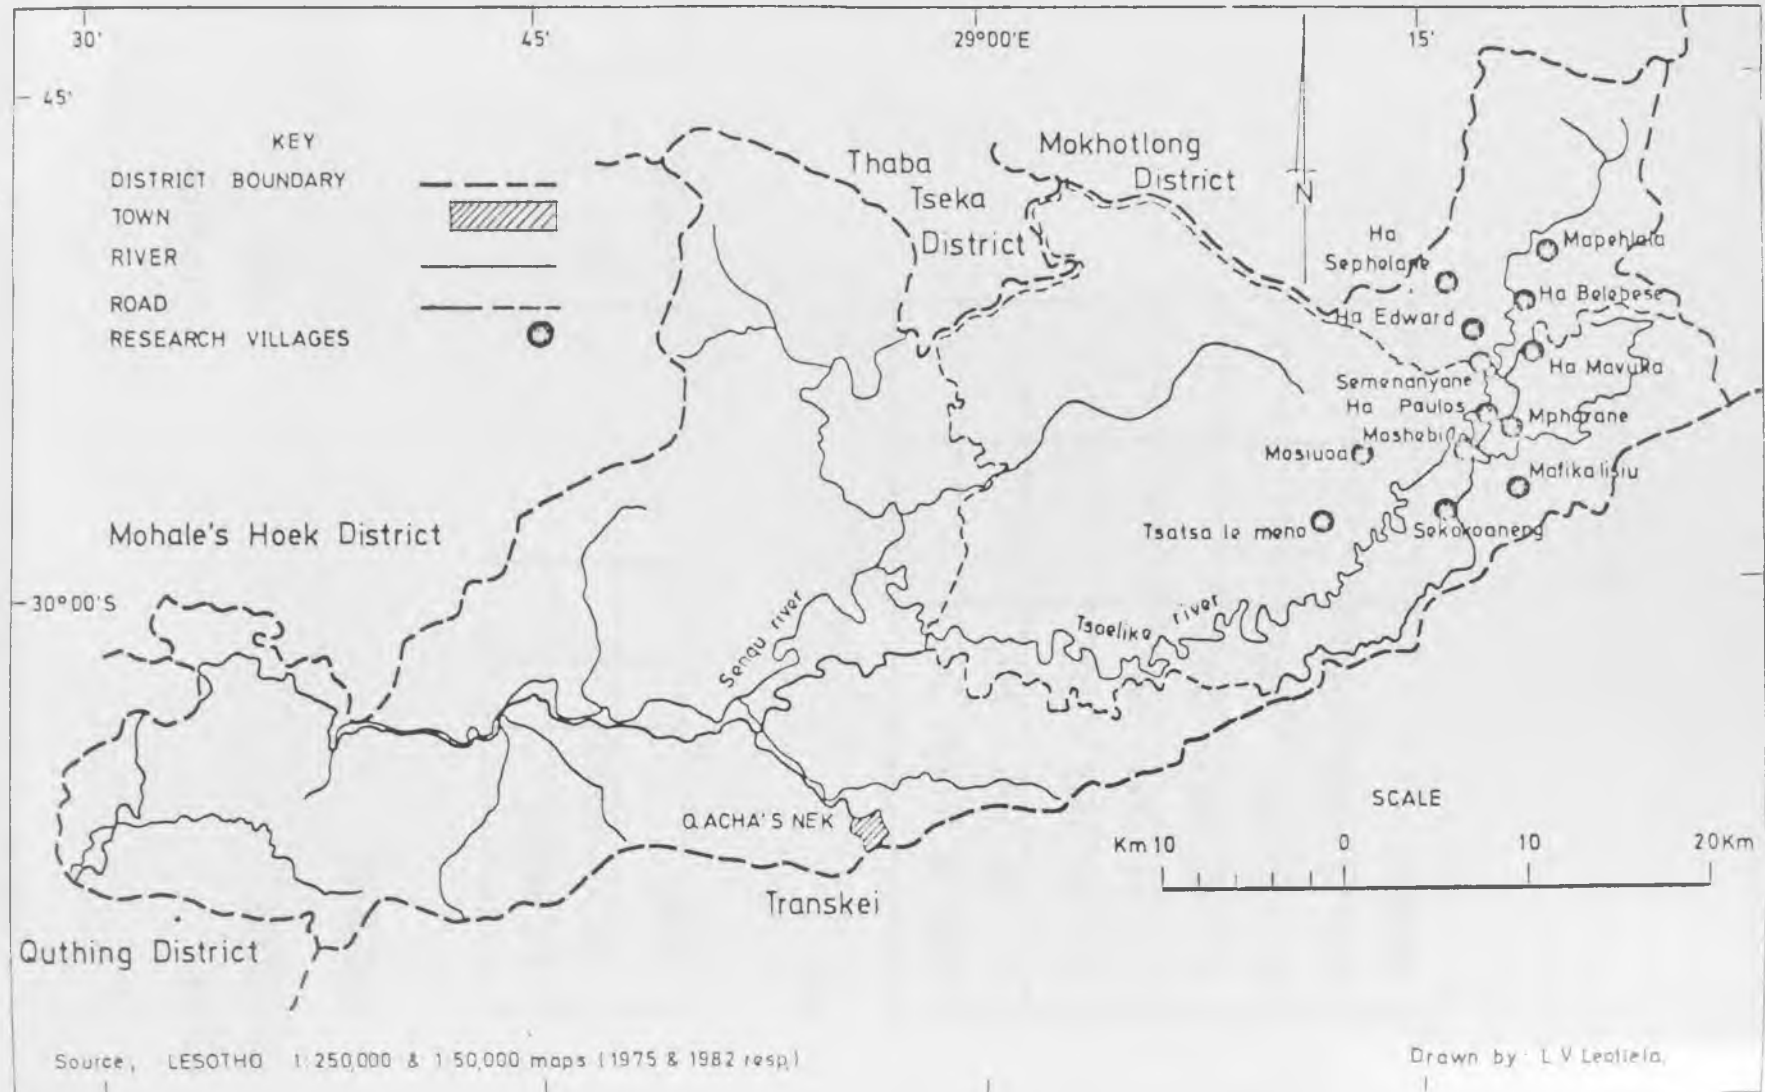 30'
45'
29°00'E
15'
45'
KEY
DISTRICT BOUNDARY
TOWN
RIVER
ROAD
RESEARCH VILLAGES
Thaba
Tseka
District
Mokhotlong
District
N
Ha
Sepholane
Mapehlala
Ha Belebese
Ha Edward
Ha Mavuka
Semenanyane
Ha Paulos
Mpharane
Moshebi
Mosiuoa
Matikalisiu
Tsatsa le meno
Sekokoaneng
Mohale's Hoek District
30°00'S
Senqu river
Tsoelike river
QACHA'S NEK
SCALE
Km 10 0 10 20Km
Transkei
Quthing District
Source, LESOTHO 1:250,000 & 1:50,000 maps (1975 & 1982 resp)
Drawn by: L V